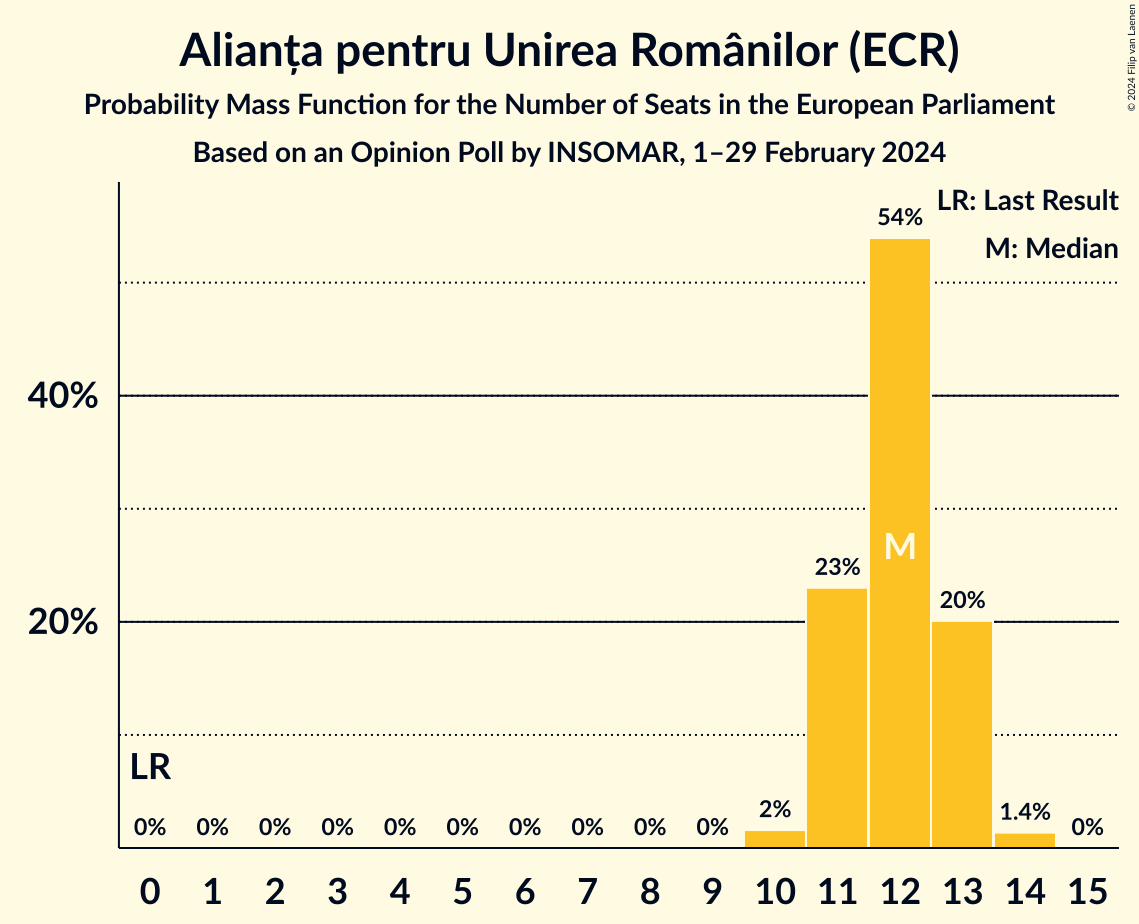 Alianța pentru Unirea Românilor (ECR)
Probability Mass Function for the Number of Seats in the European Parliament
Based on an Opinion Poll by INSOMAR, 1–29 February 2024
© 2024 Filip van Laenen
LR: Last Result
M: Median
54%
40%
M
23%
20%
20%
LR
0% 0% 0% 0% 0% 0% 0% 0% 0% 0% 2% 1.4% 0%
0 1 2 3 4 5 6 7 8 9 10 11 12 13 14 15